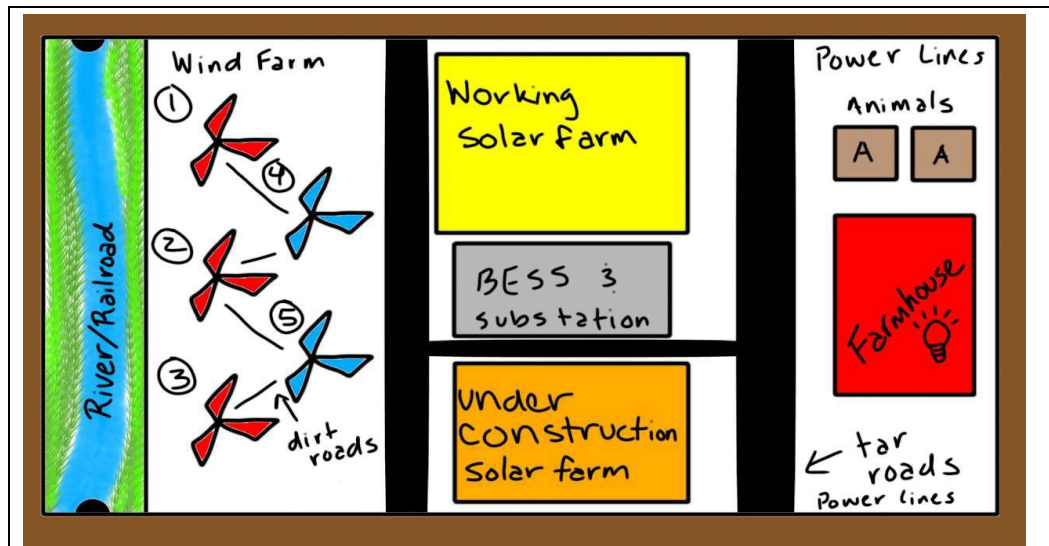 Wind Farm
1
4
2
5
3
dirt
roads
River/Railroad
Working
Solar farm
BESS &
substation
under
construction
Solar farm
Power Lines
Animals
A A
Farmhouse
tar
roads
Power lines